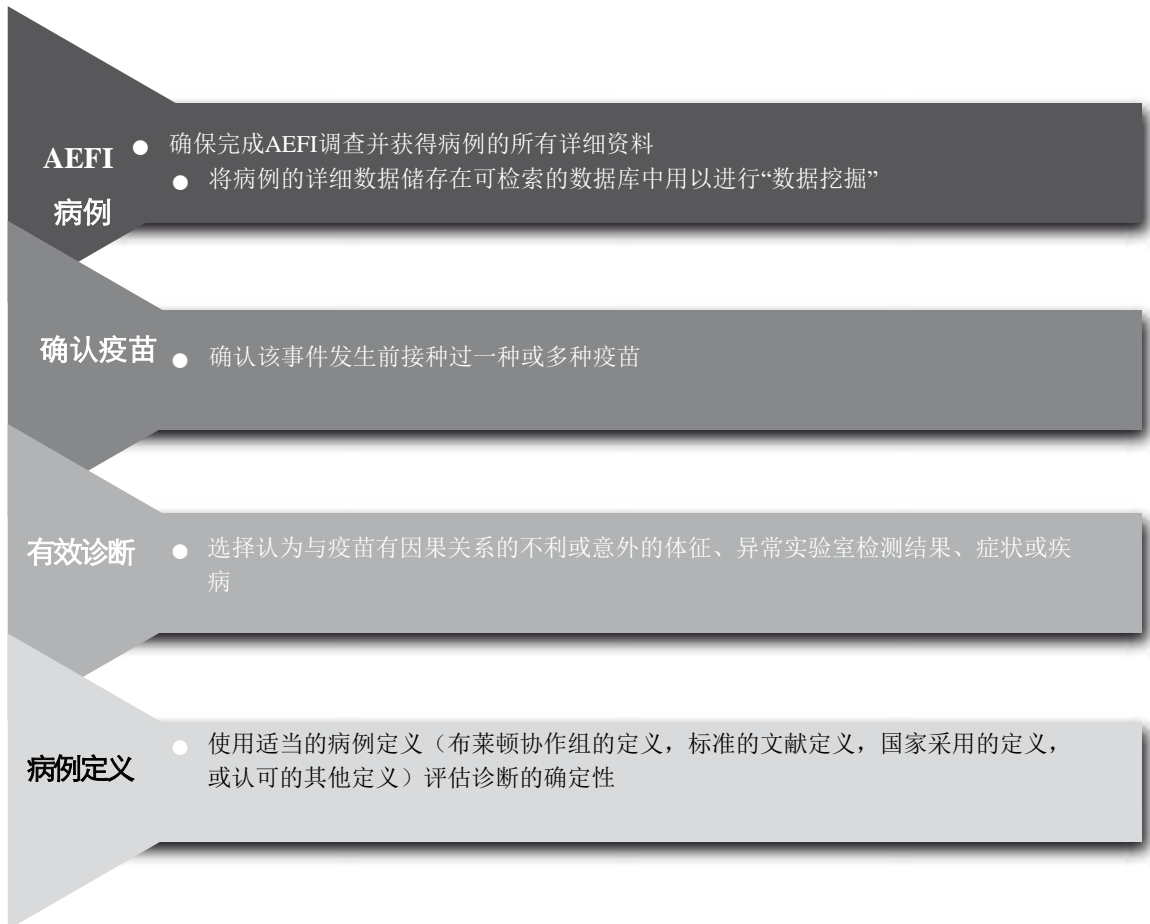 AEFI
病例
● 确保完成AEFI调查并获得病例的所有详细资料
● 将病例的详细数据储存在可检索的数据库中用以进行“数据挖掘”
确认疫苗
● 确认该事件发生前接种过一种或多种疫苗
有效诊断
● 选择认为与疫苗有因果关系的不利或意外的体征、异常实验室检测结果、症状或疾
病
病例定义
● 使用适当的病例定义（布莱顿协作组的定义，标准的文献定义，国家采用的定义，
或认可的其他定义）评估诊断的确定性